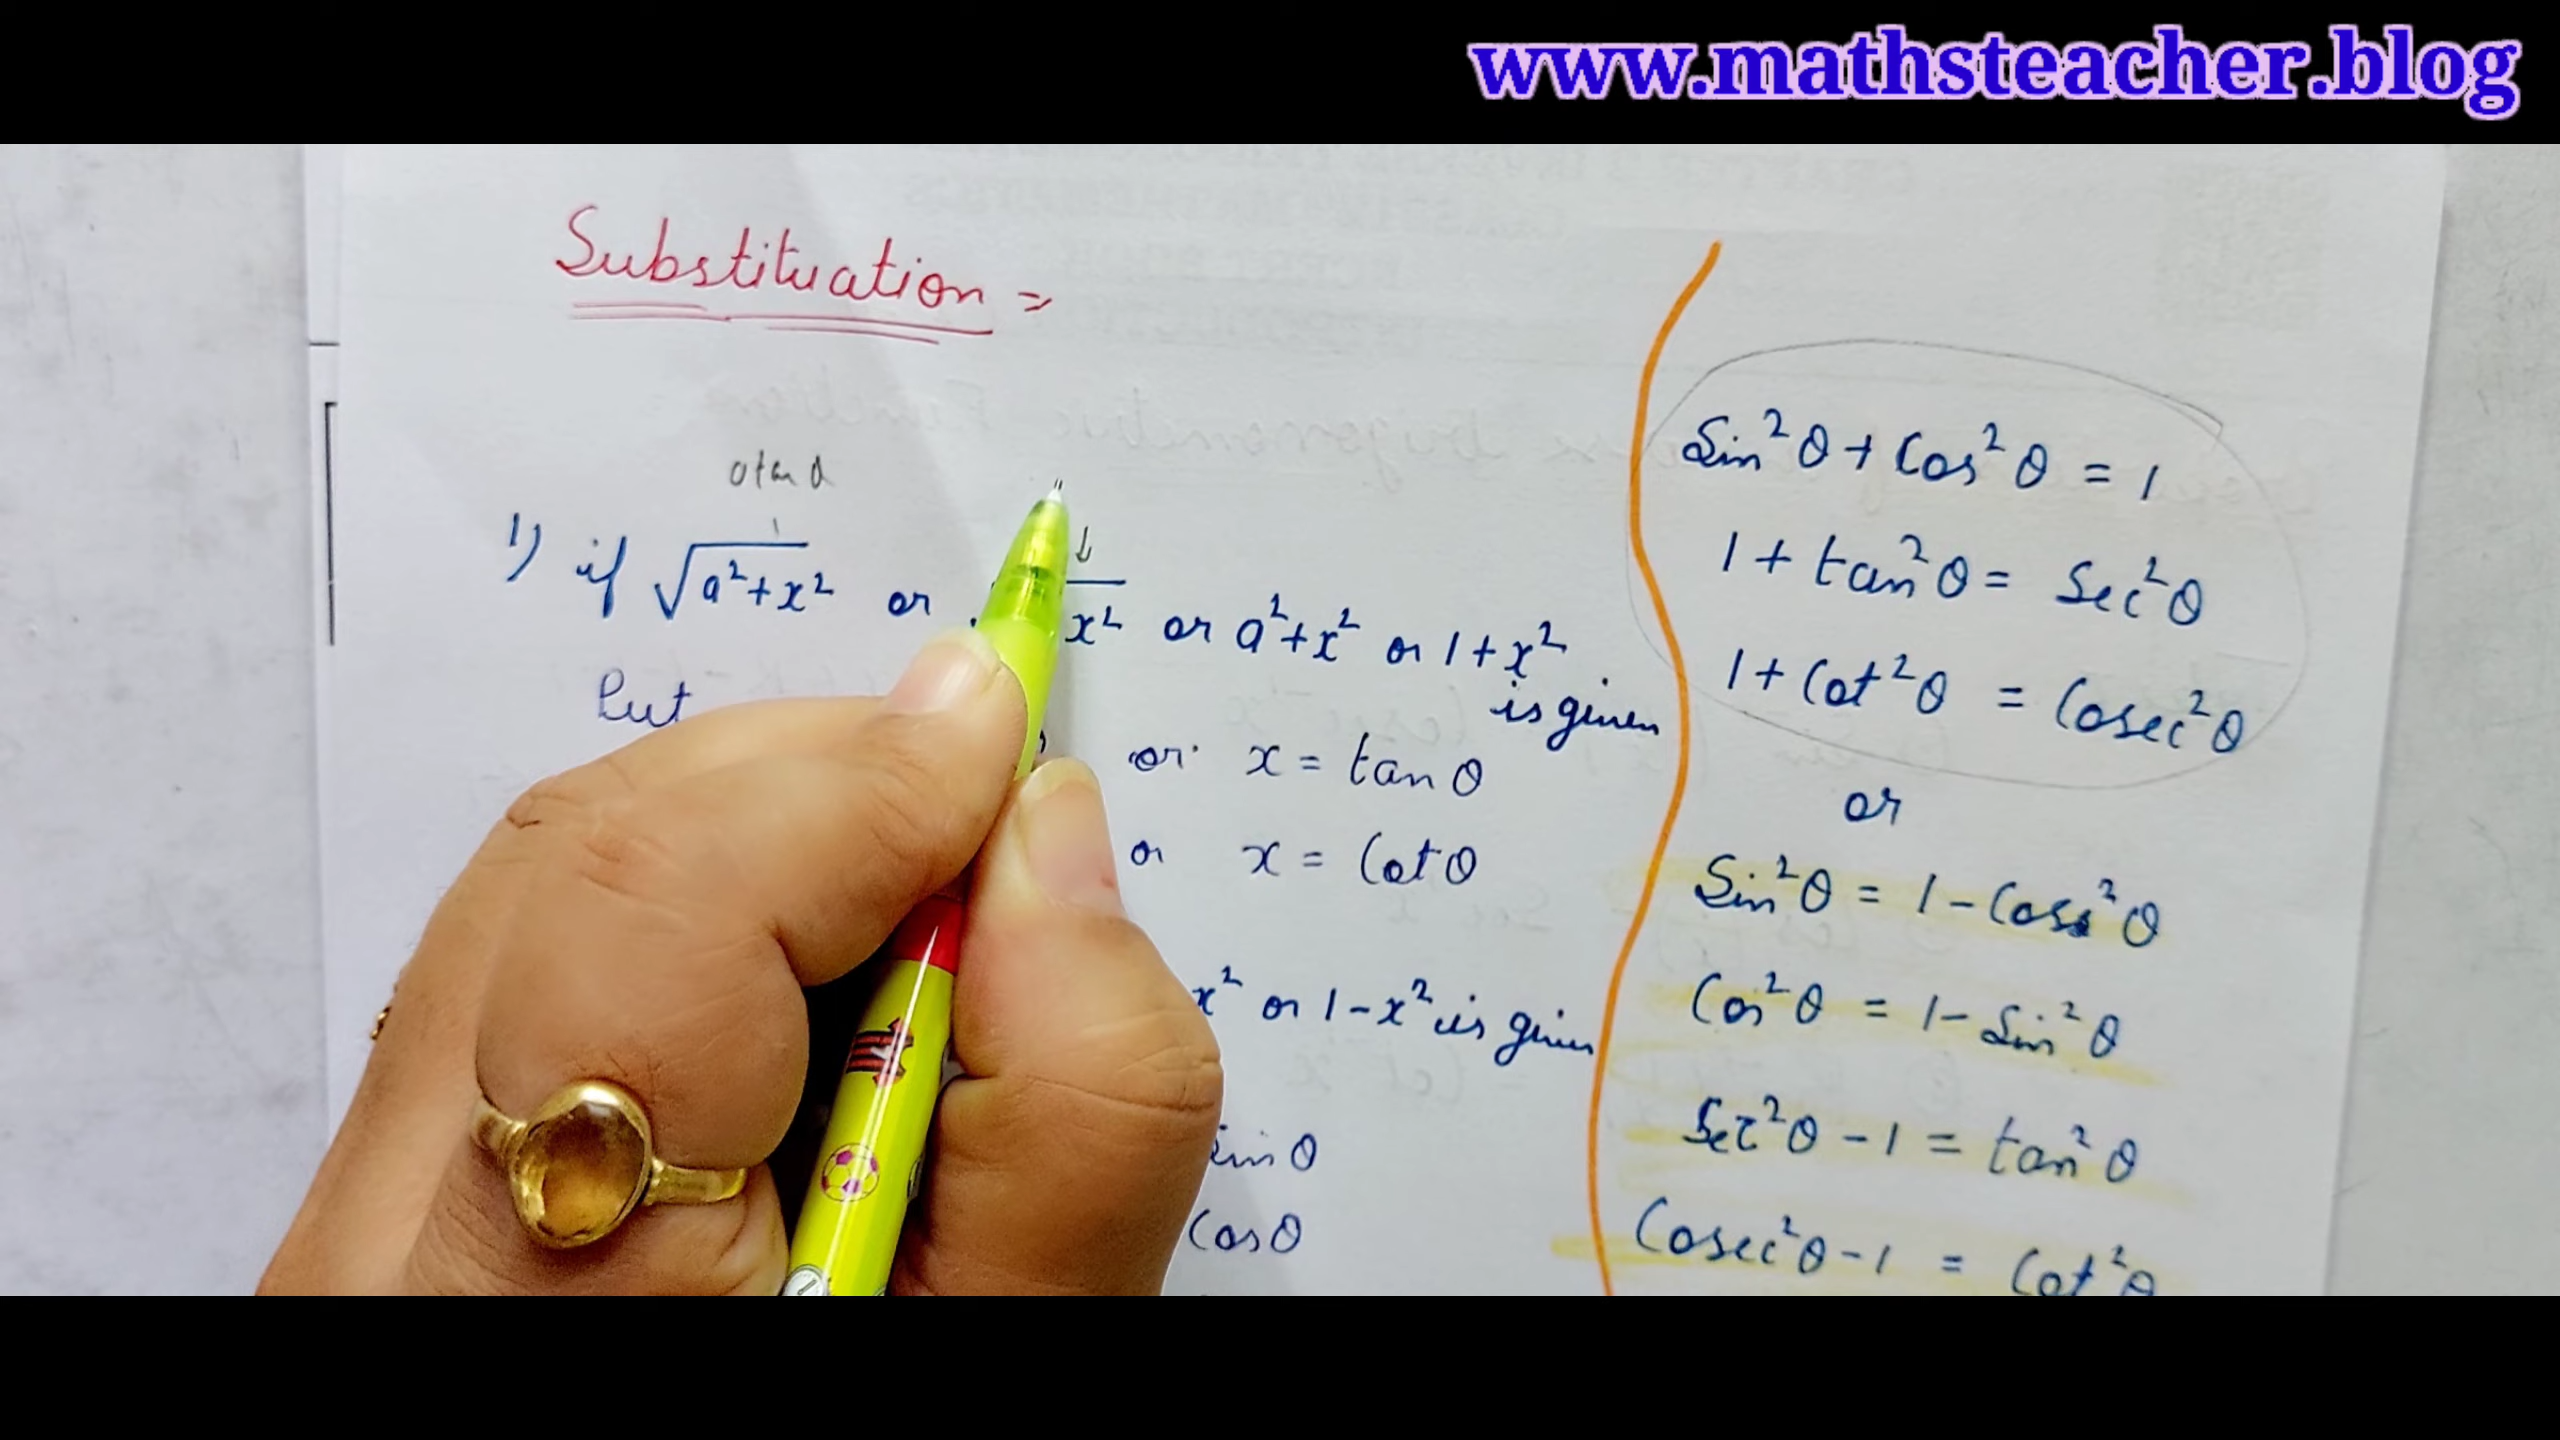 www.mathsteacher.blog
Substituation =
a tan θ
1) if √a²+x² or x² or a²+x² or 1+x²
is given
Put
or x = tan θ
or x = Cot θ
x² or 1-x² is given
Sin θ
Cos θ
Sin²θ + Cos²θ = 1
1 + tan²θ = Sec²θ
1 + Cot²θ = Cosec²θ
or
Sin²θ = 1 - Cos²θ
Cos²θ = 1 - Sin²θ
Sec²θ - 1 = tan²θ
Cosec²θ - 1 = Cot²θ